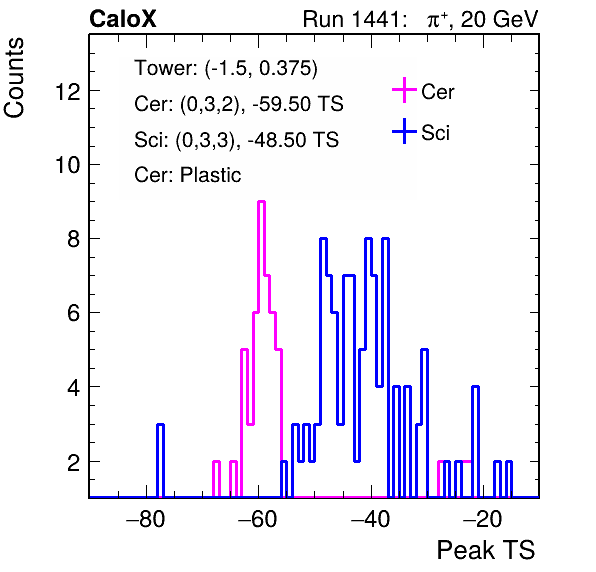 CaloX Run 1441: π⁺, 20 GeV
Counts
Tower: (-1.5, 0.375)
Cer: (0,3,2), -59.50 TS
Sci: (0,3,3), -48.50 TS
Cer: Plastic
Cer
Sci
12
10
8
6
4
2
−80 −60 −40 −20
Peak TS